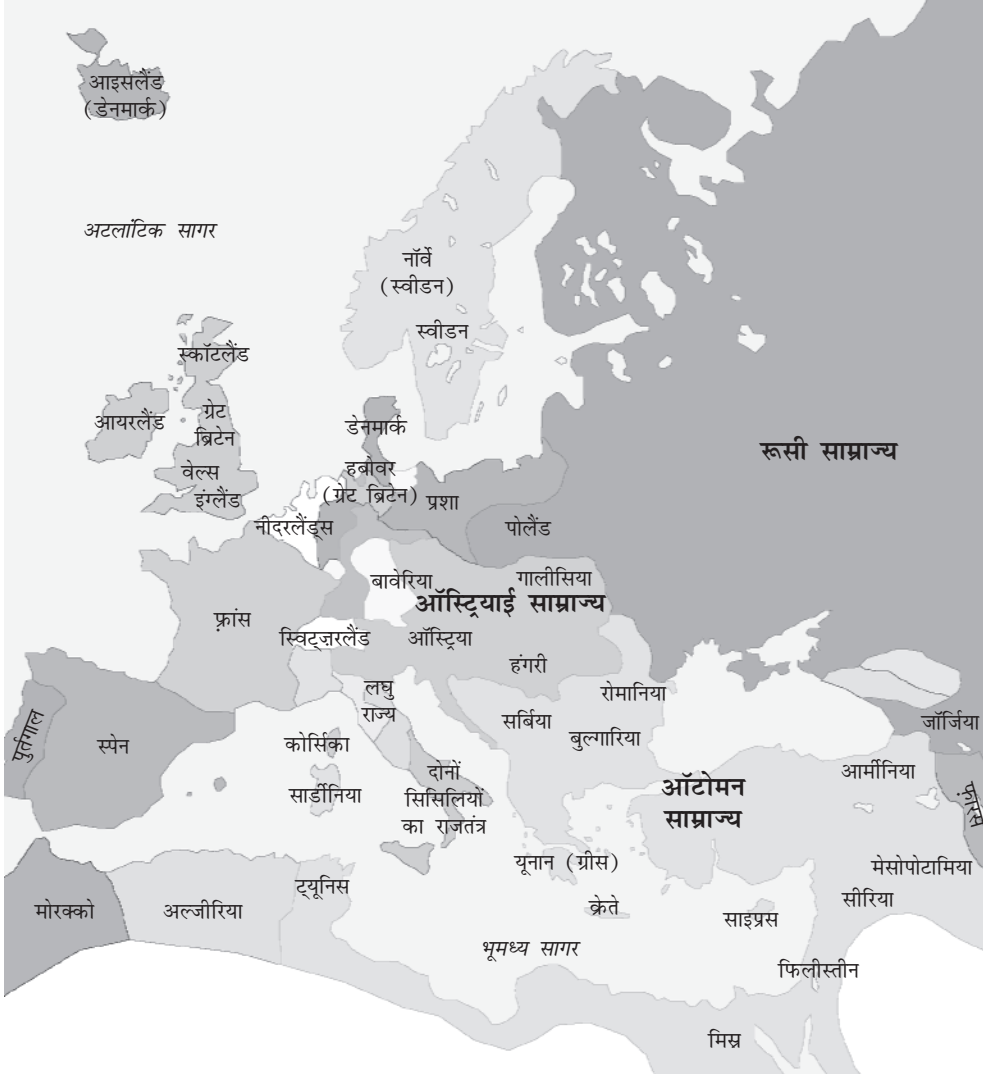 आइसलैंड
(डेनमार्क)
अटलांटिक सागर
नॉर्वे
(स्वीडन)
स्वीडन
स्कॉटलैंड
आयरलैंड
ग्रेट
ब्रिटेन
वेल्स
इंग्लैंड
डेनमार्क
हबोवर
(ग्रेट ब्रिटेन)
प्रशा
रूसी साम्राज्य
नीदरलैंड्स
पोलैंड
बावेरिया
गालीसिया
ऑस्ट्रियाई साम्राज्य
फ़्रांस
स्विट्ज़रलैंड
ऑस्ट्रिया
हंगरी
लघु
राज्य
रोमानिया
सर्बिया
बुल्गारिया
जॉर्जिया
पुर्तगाल
स्पेन
कोर्सिका
सार्डीनिया
दोनों
सिसिलियों
का राजतंत्र
ऑटोमन
साम्राज्य
आर्मीनिया
फ़ारस
यूनान (ग्रीस)
मेसोपोटामिया
सीरिया
मोरक्को
अल्जीरिया
ट्यूनिस
क्रेते
साइप्रस
भूमध्य सागर
फिलीस्तीन
मिस्र